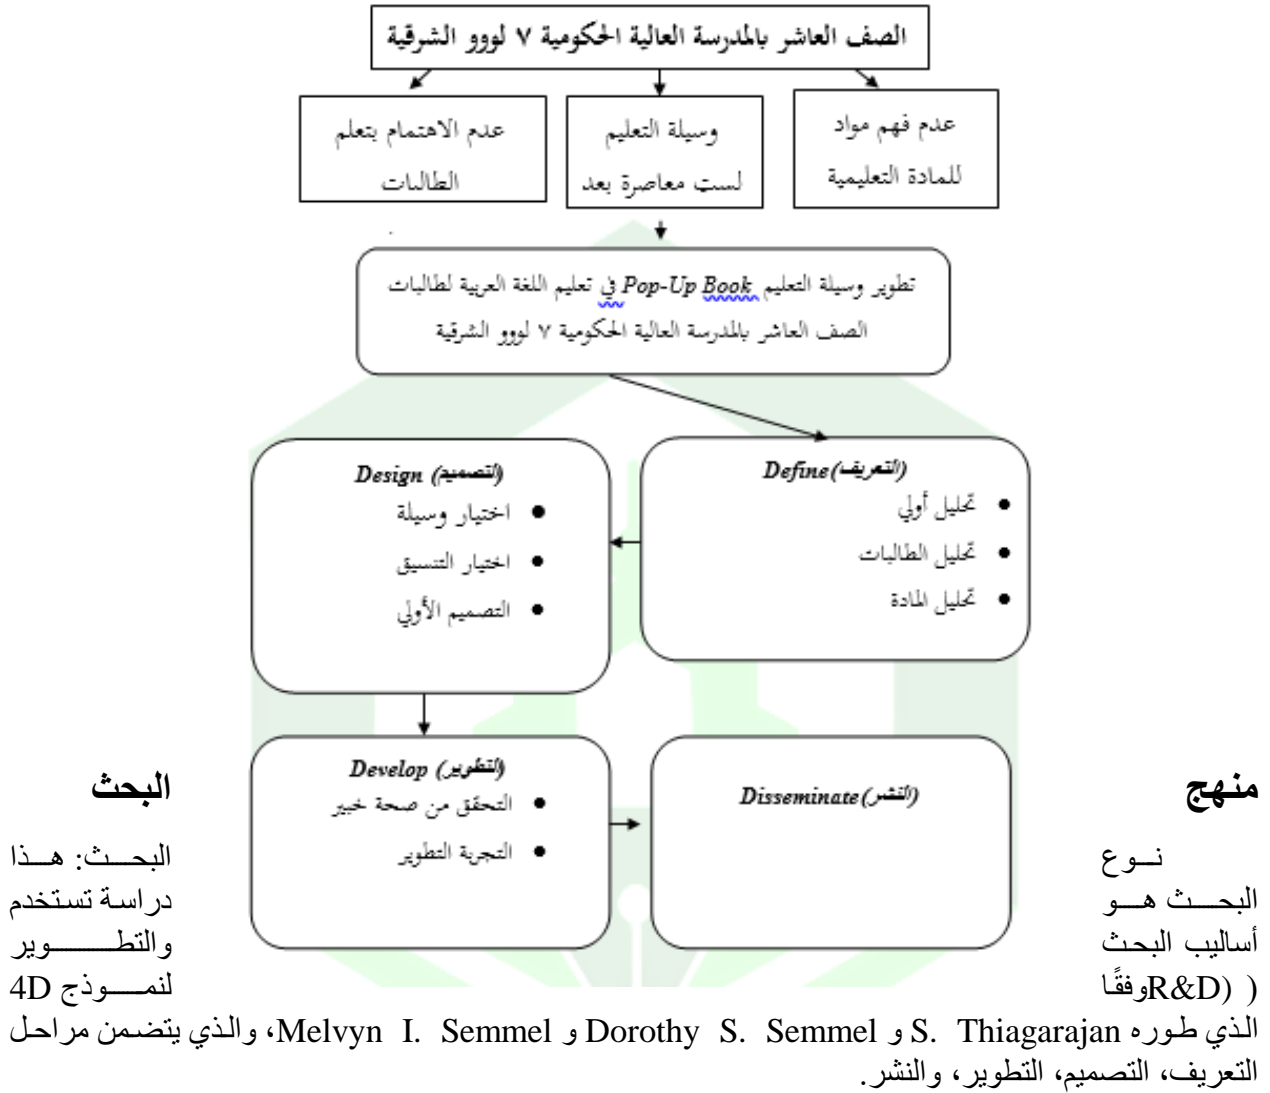 الصف العاشر بالمدرسة العالية الحكومية ٧ لووو الشرقية
عدم فهم مواد
للمادة التعليمية
وسيلة التعليم
لست معاصرة بعد
عدم الاهتمام بتعلم
الطالبات
تطوير وسيلة التعليم Pop-Up Book في تعليم اللغة العربية لطالبات
الصف العاشر بالمدرسة العالية الحكومية ٧ لووو الشرقية
Define (التعريف)
• تحليل أولي
• تحليل الطالبات
• تحليل المادة
Design (التصميم)
• اختيار وسيلة
• اختيار التنسيق
• التصميم الأولي
Develop (التطوير)
• التحقق من صحة خبير
• التجربة التطوير
Disseminate (النشر)
منهج البحث
نوع البحث: هذا
البحث هو دراسة تستخدم
أساليب البحث والتطوير
( (R&Dوفقًا لنموذج 4D
الذي طوره S. Thiagarajan و Dorothy S. Semmel و Melvyn I. Semmel، والذي يتضمن مراحل
التعريف، التصميم، التطوير، والنشر.